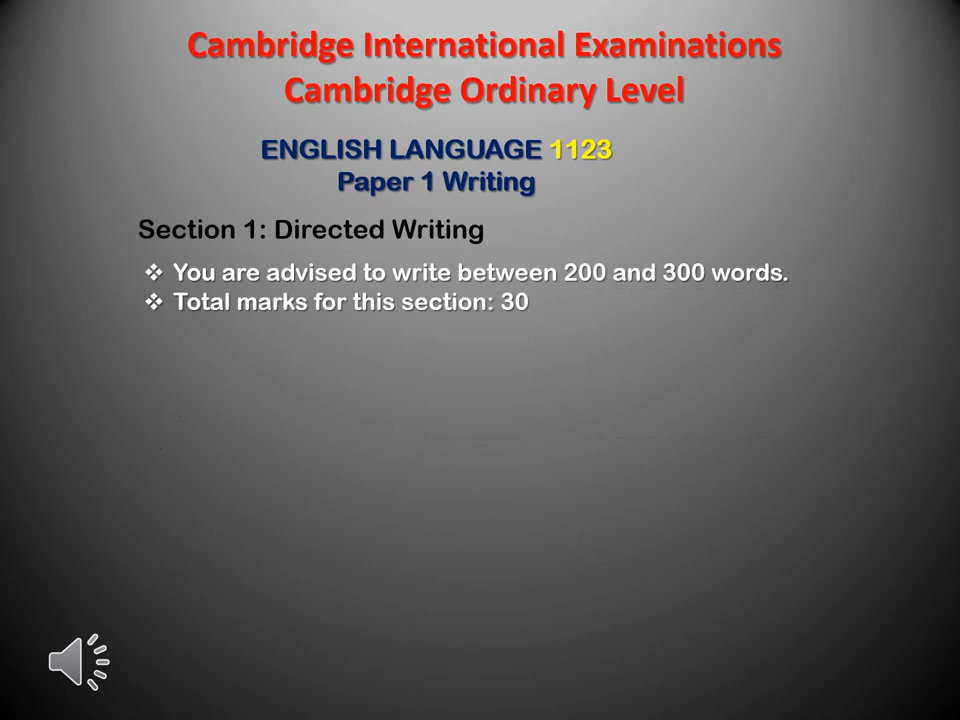 Cambridge International Examinations
Cambridge Ordinary Level
ENGLISH LANGUAGE 1123
Paper 1 Writing
Section 1: Directed Writing
❖ You are advised to write between 200 and 300 words.
❖ Total marks for this section: 30